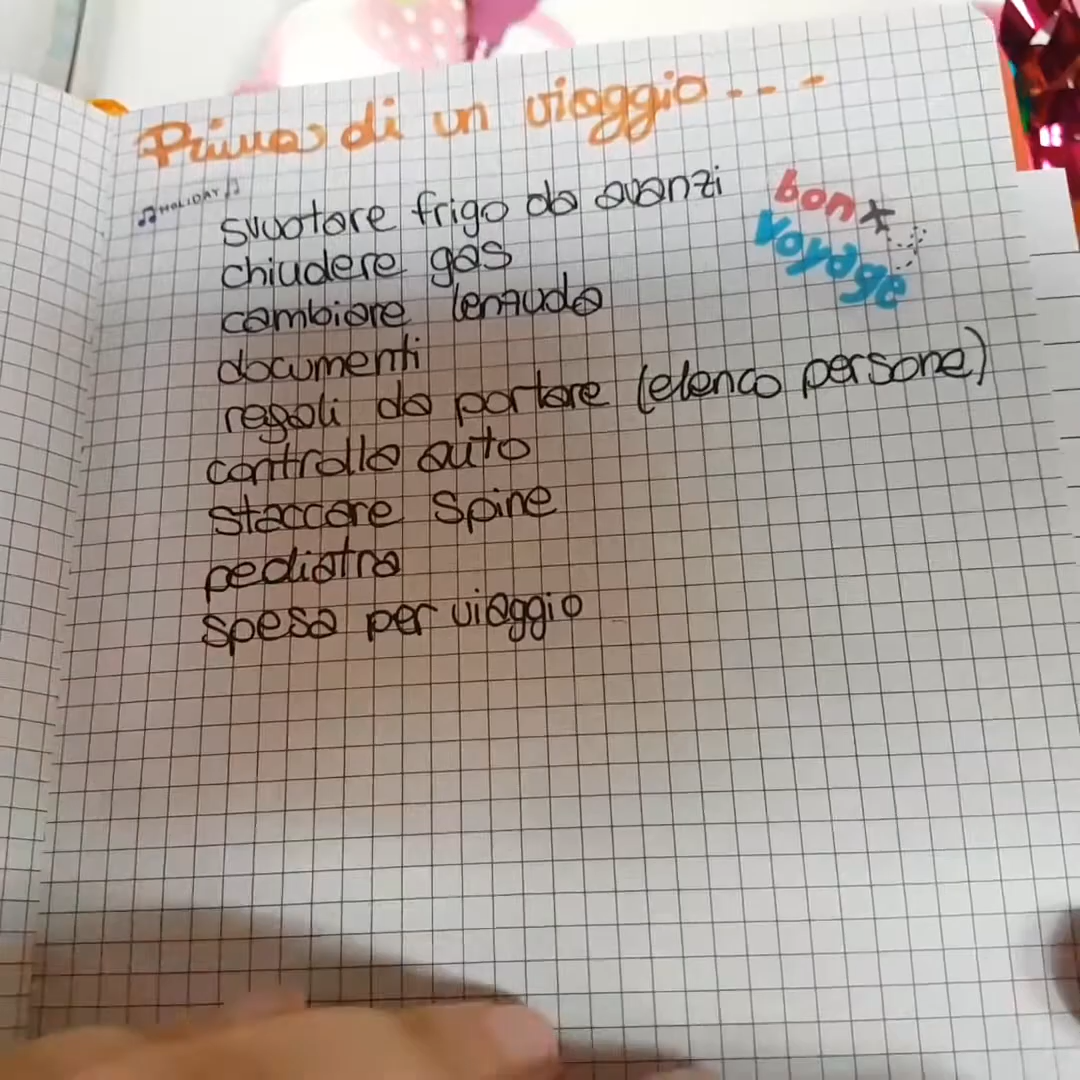 Prima di un viaggio...-
♫HOLIDAY♫
svuotare frigo da avanzi
bon
voyage
chiudere gas
cambiare lenzuola
documenti
regali da portare (elenco persone)
controllo auto
staccare spine
pediatra
spesa per viaggio